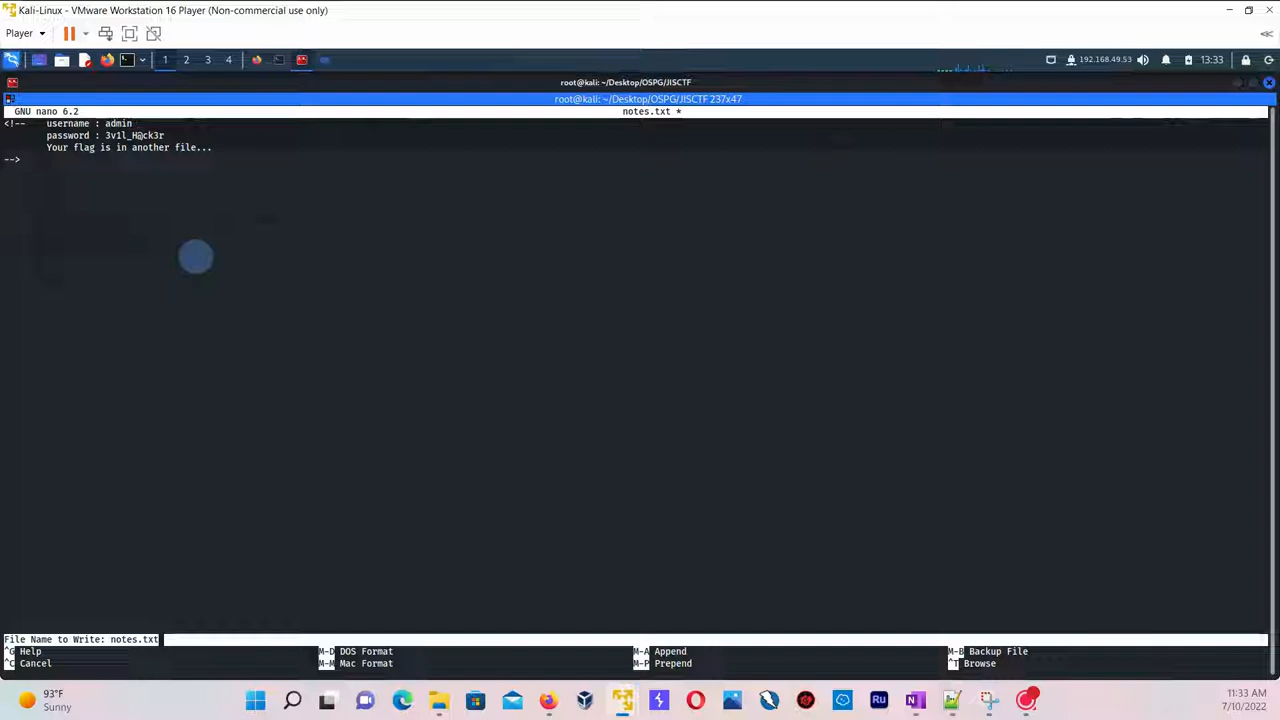 Kali-Linux - VMware Workstation 16 Player (Non-commercial use only)
Player
1 2 3 4
192.168.49.53
13:33
root@kali: ~/Desktop/OSPG/JISCTF
root@kali: ~/Desktop/OSPG/JISCTF 237x47
GNU nano 6.2 notes.txt *
<!-- username : admin
password : 3v1l_H@ck3r
Your flag is in another file...
-->
File Name to Write: notes.txt
^G Help M-D DOS Format M-A Append M-B Backup File
^C Cancel M-M Mac Format M-P Prepend ^T Browse
93°F
Sunny
Ru
N
11:33 AM
7/10/2022